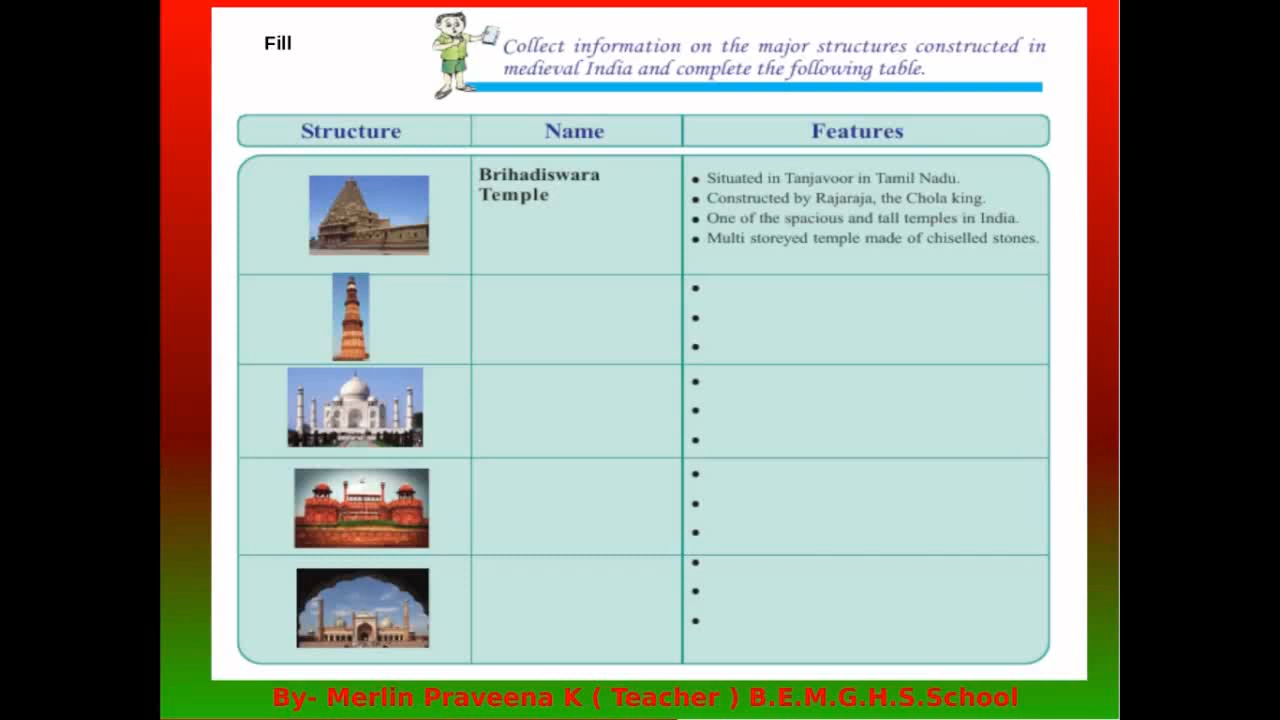 Fill
Collect information on the major structures constructed in
medieval India and complete the following table.
Structure Name Features
Brihadiswara
Temple
• Situated in Tanjavoor in Tamil Nadu.
• Constructed by Rajaraja, the Chola king.
• One of the spacious and tall temples in India.
• Multi storeyed temple made of chiselled stones.
By- Merlin Praveena K ( Teacher ) B.E.M.G.H.S.School